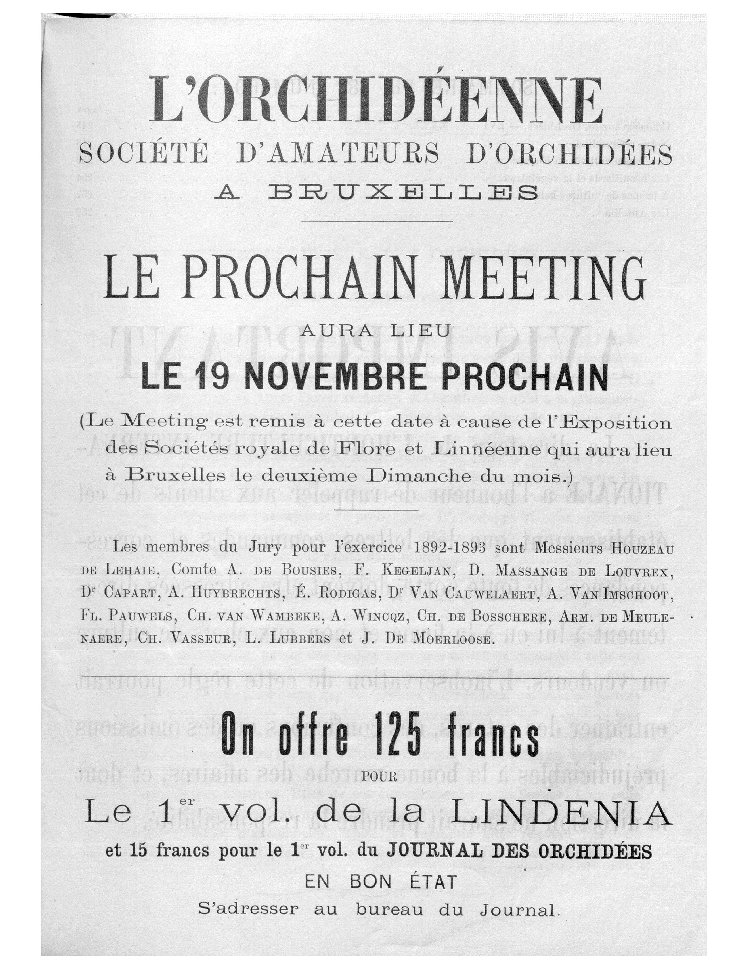 L'ORCHIDÉENNE
SOCIÉTÉ D'AMATEURS D'ORCHIDÉES
A BRUXELLES
LE PROCHAIN MEETING
AURA LIEU
LE 19 NOVEMBRE PROCHAIN
(Le Meeting est remis à cette date à cause de l'Exposition
des Sociétés royale de Flore et Linnéenne qui aura lieu
à Bruxelles le deuxième Dimanche du mois.)
Les membres du Jury pour l'exercice 1892-1893 sont Messieurs HOUZEAU
DE LEHAIE, Comte A. DE BOUSIES, F. KEGELJAN, D. MASSANGE DE LOUVREX,
Dr CAPART, A. HUYBRECHTS, É. RODIGAS, Dr VAN CAUWELAERT, A. VAN IMSCHOOT,
FL. PAUWELS, CH. VAN WAMBEKE, A. WINCQZ, CH. DE BOSSCHERE, ARM. DE MEULE-
NAERE, CH. VASSEUR, L. LUBBERS et J. DE MOERLOOSE.
On offre 125 francs
POUR
Le 1er vol. de la LINDENIA
et 15 francs pour le 1er vol. du JOURNAL DES ORCHIDÉES
EN BON ÉTAT
S'adresser au bureau du Journal.